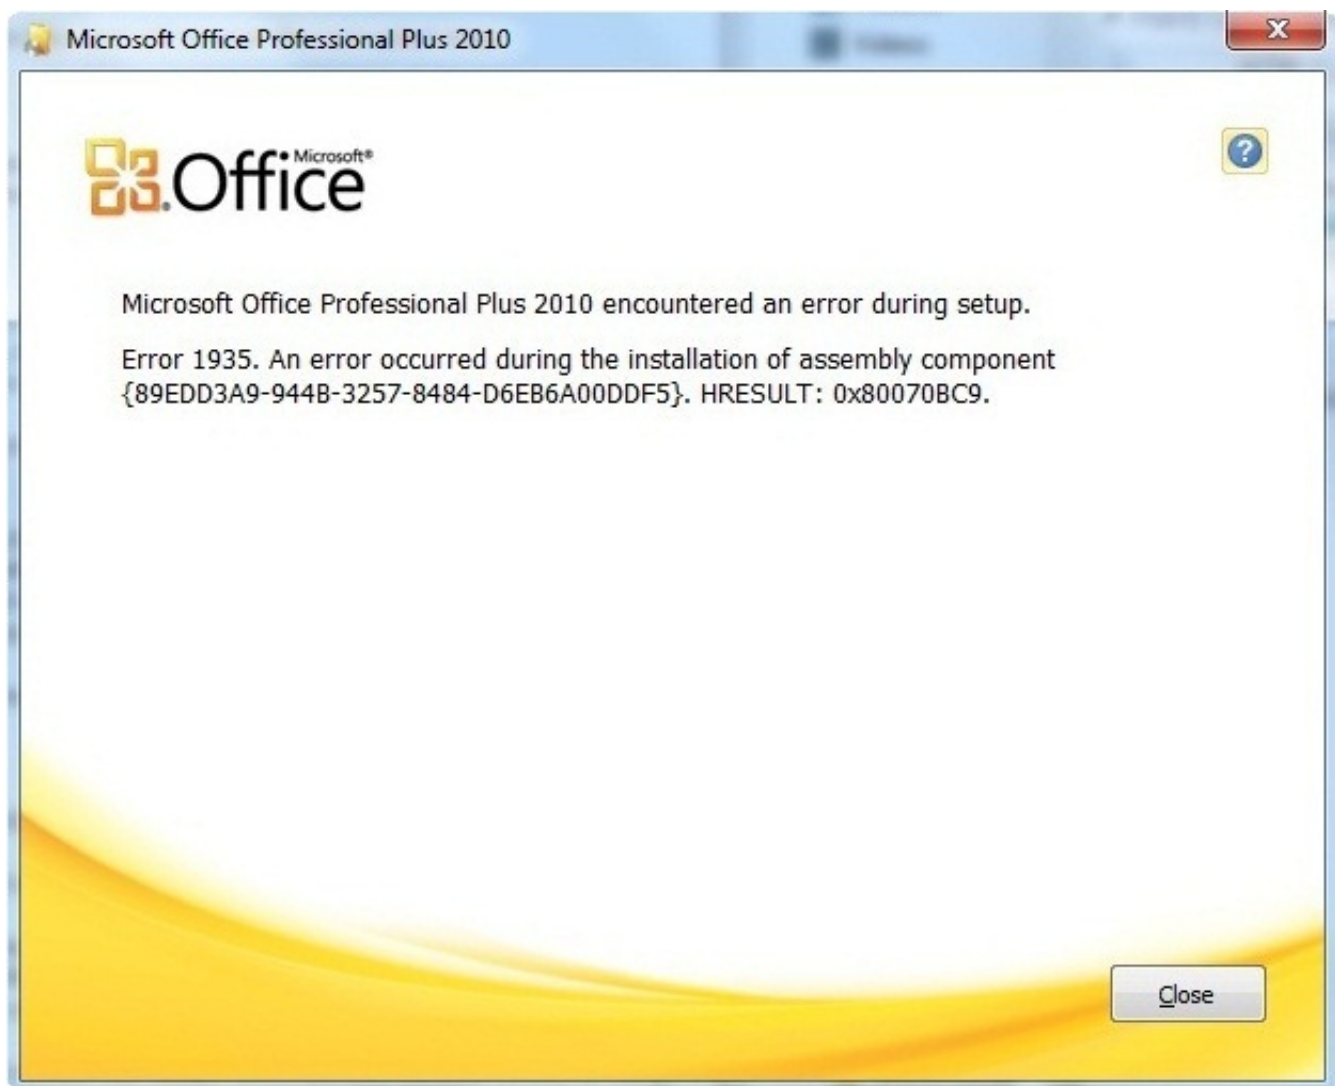 Microsoft Office Professional Plus 2010
Microsoft®
Office
Microsoft Office Professional Plus 2010 encountered an error during setup.
Error 1935. An error occurred during the installation of assembly component
{89EDD3A9-944B-3257-8484-D6EB6A00DDF5}. HRESULT: 0x80070BC9.
Close